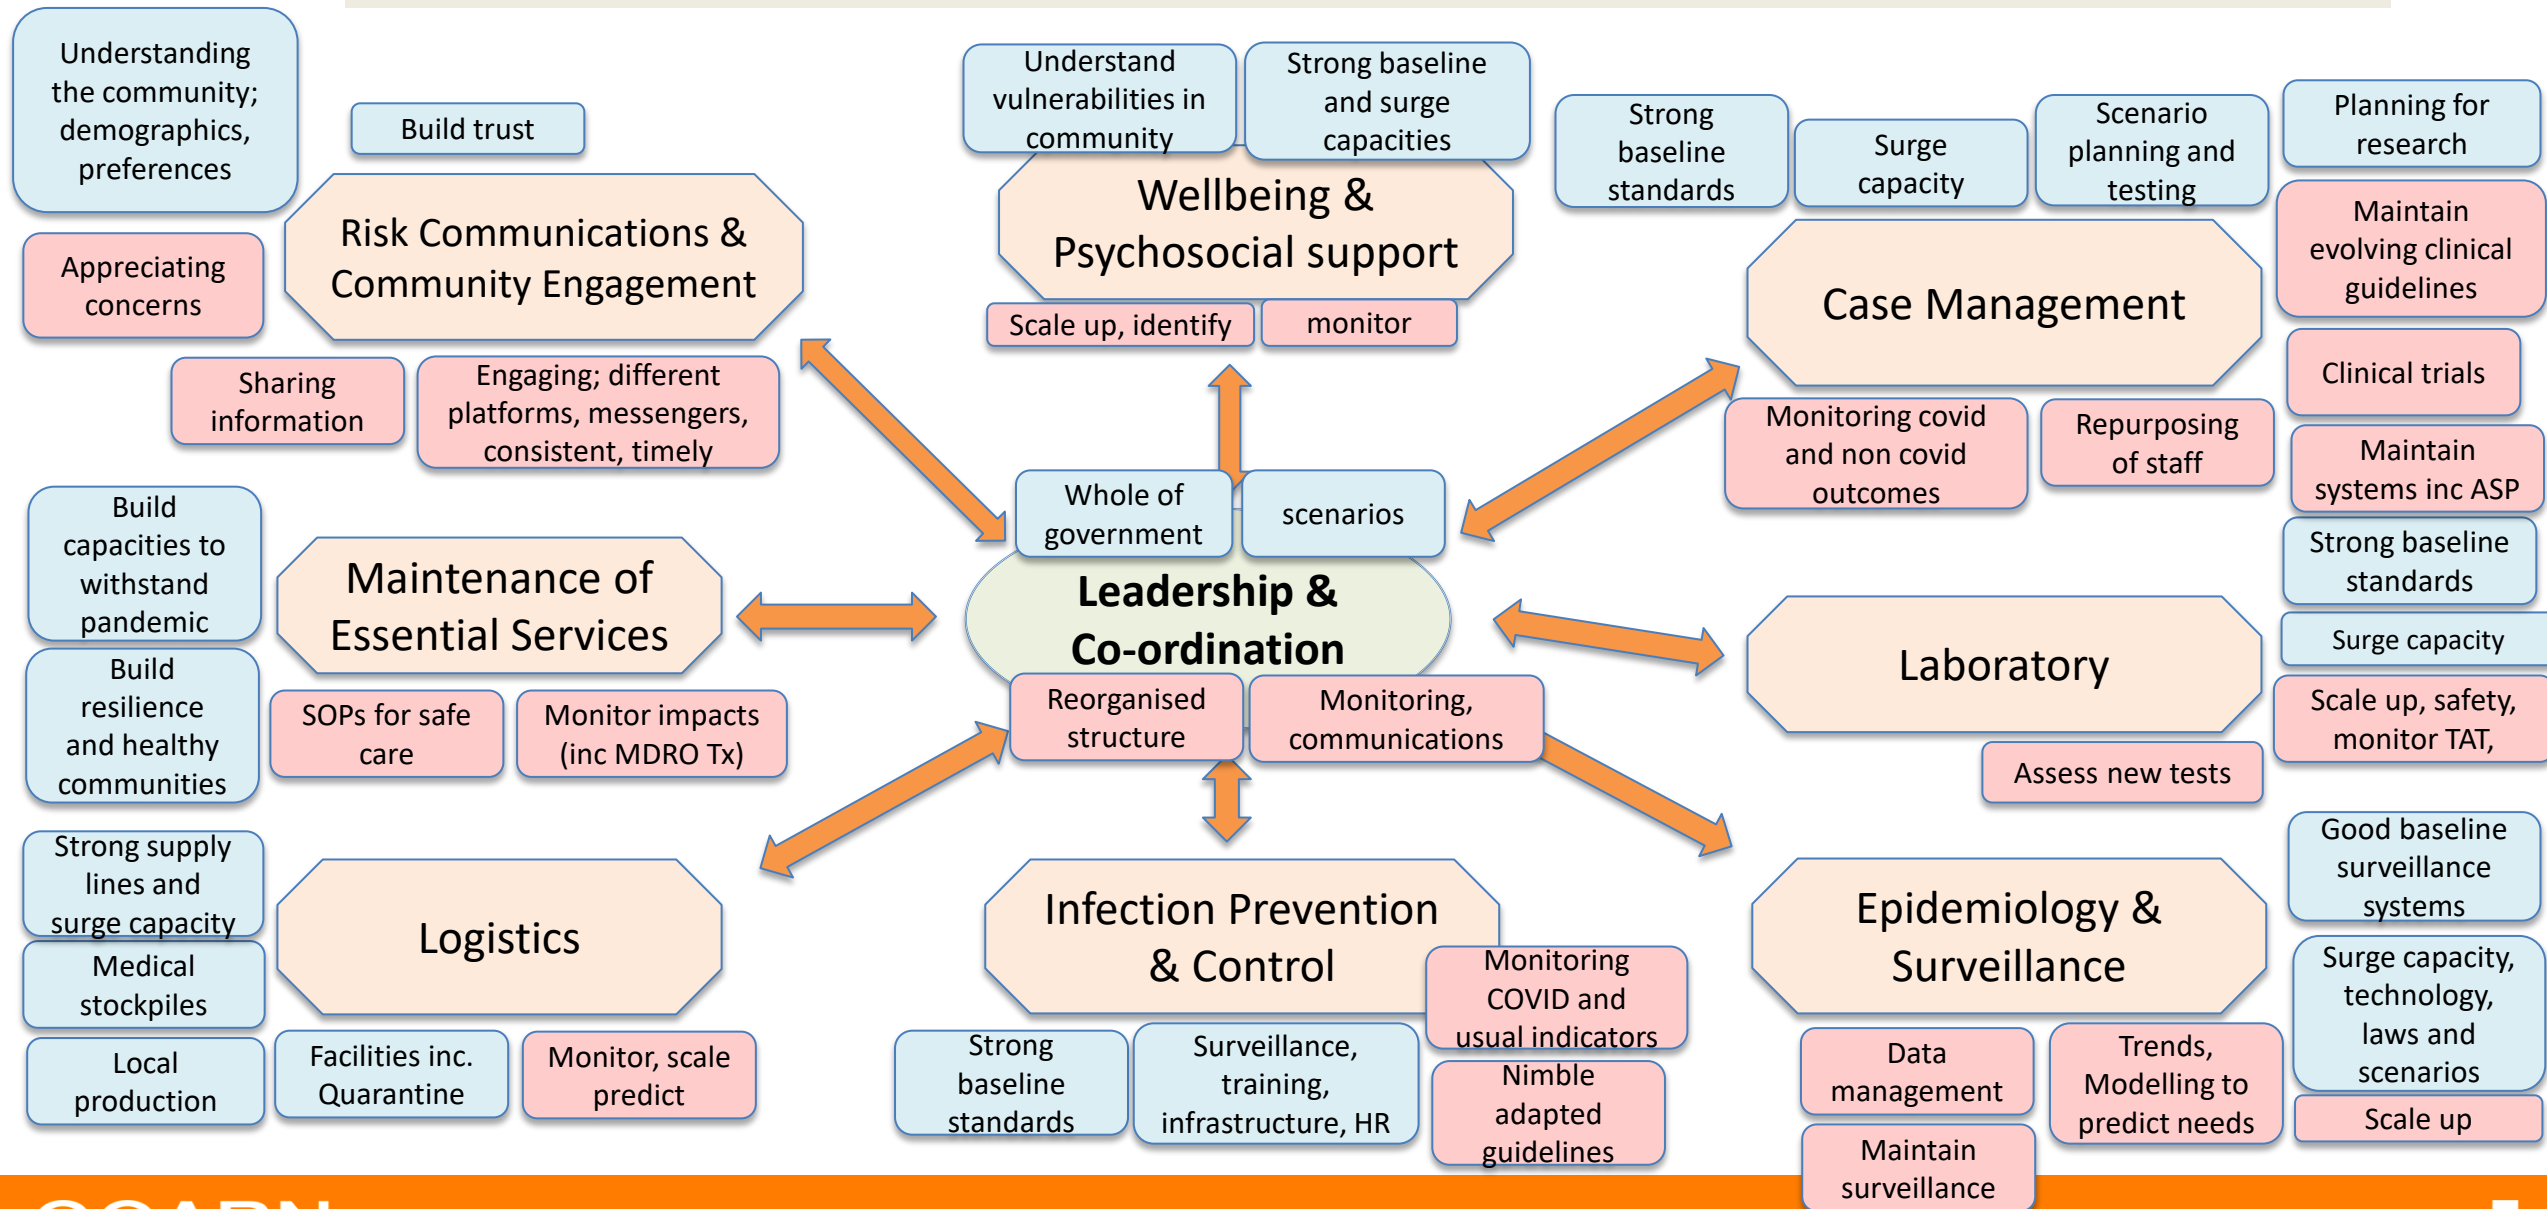 Understanding
the community;
demographics,
preferences
Build trust
Risk Communications &
Community Engagement
Appreciating
concerns
Sharing
information
Engaging; different
platforms, messengers,
consistent, timely
Understand
vulnerabilities in
community
Strong baseline
and surge
capacities
Wellbeing &
Psychosocial support
Scale up, identify
monitor
Strong
baseline
standards
Surge
capacity
Scenario
planning and
testing
Planning for
research
Case Management
Maintain
evolving clinical
guidelines
Clinical trials
Monitoring covid
and non covid
outcomes
Repurposing
of staff
Maintain
systems inc ASP
Build
capacities to
withstand
pandemic
Build
resilience
and healthy
communities
Maintenance of
Essential Services
SOPs for safe
care
Monitor impacts
(inc MDRO Tx)
Whole of
government
scenarios
Leadership &
Co-ordination
Reorganised
structure
Monitoring,
communications
Strong baseline
standards
Surge capacity
Laboratory
Scale up, safety,
monitor TAT,
Assess new tests
Strong supply
lines and
surge capacity
Medical
stockpiles
Local
production
Logistics
Facilities inc.
Quarantine
Monitor, scale
predict
Infection Prevention
& Control
Strong
baseline
standards
Surveillance,
training,
infrastructure, HR
Monitoring
COVID and
usual indicators
Nimble
adapted
guidelines
Epidemiology &
Surveillance
Good baseline
surveillance
systems
Surge capacity,
technology,
laws and
scenarios
Data
management
Trends,
Modelling to
predict needs
Scale up
Maintain
surveillance